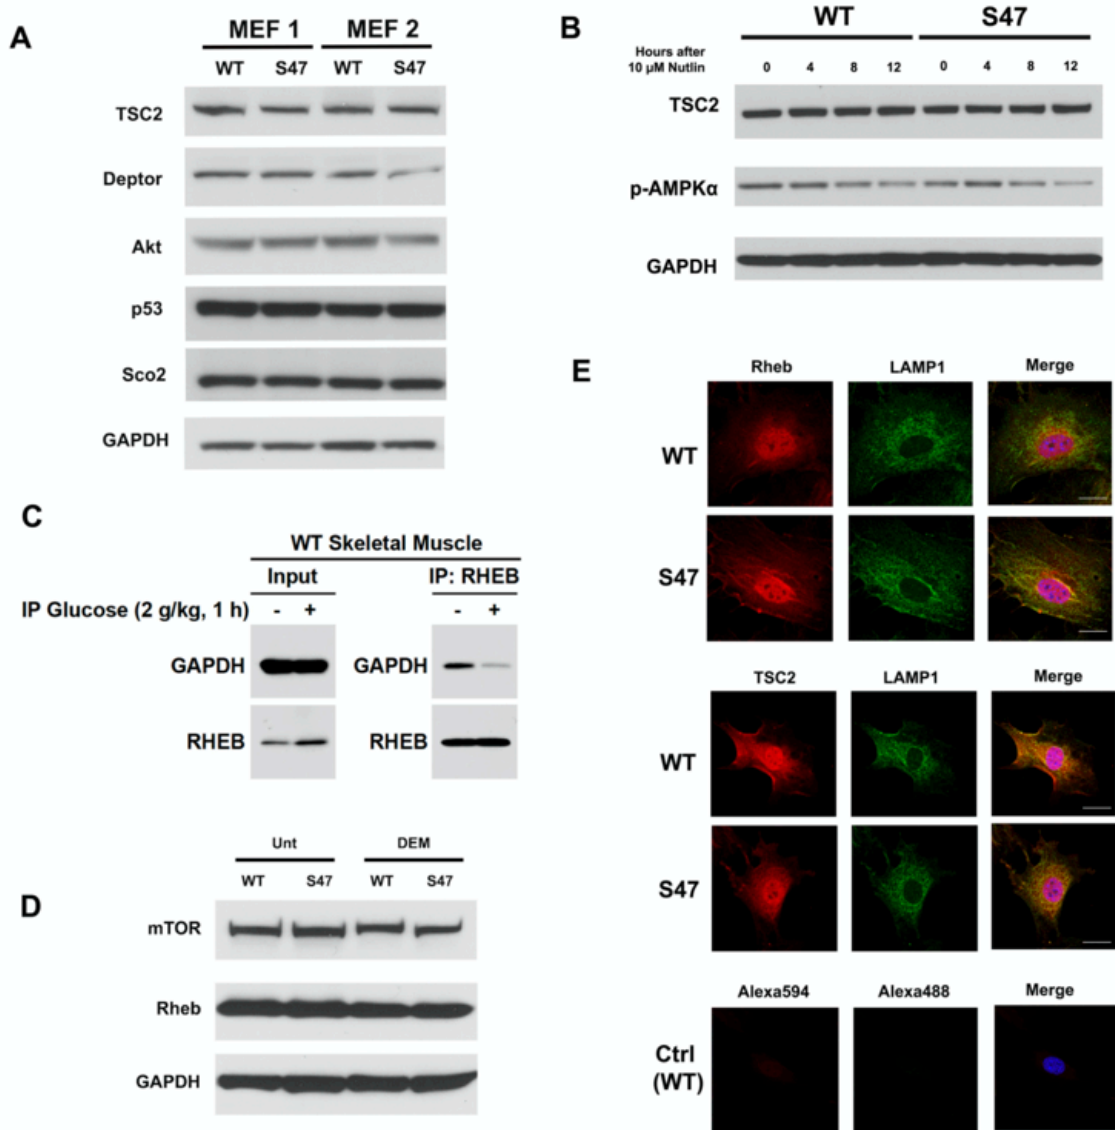 A
MEF 1 MEF 2
WT S47 WT S47
TSC2
Deptor
Akt
p53
Sco2
GAPDH
B
WT S47
Hours after
10 µM Nutlin
0 4 8 12 0 4 8 12
TSC2
p-AMPKα
GAPDH
C
WT Skeletal Muscle
Input IP: RHEB
IP Glucose (2 g/kg, 1 h) - + - +
GAPDH GAPDH
RHEB RHEB
D
Unt DEM
WT S47 WT S47
mTOR
Rheb
GAPDH
E
Rheb LAMP1 Merge
WT
S47
TSC2 LAMP1 Merge
WT
S47
Alexa594 Alexa488 Merge
Ctrl
(WT)